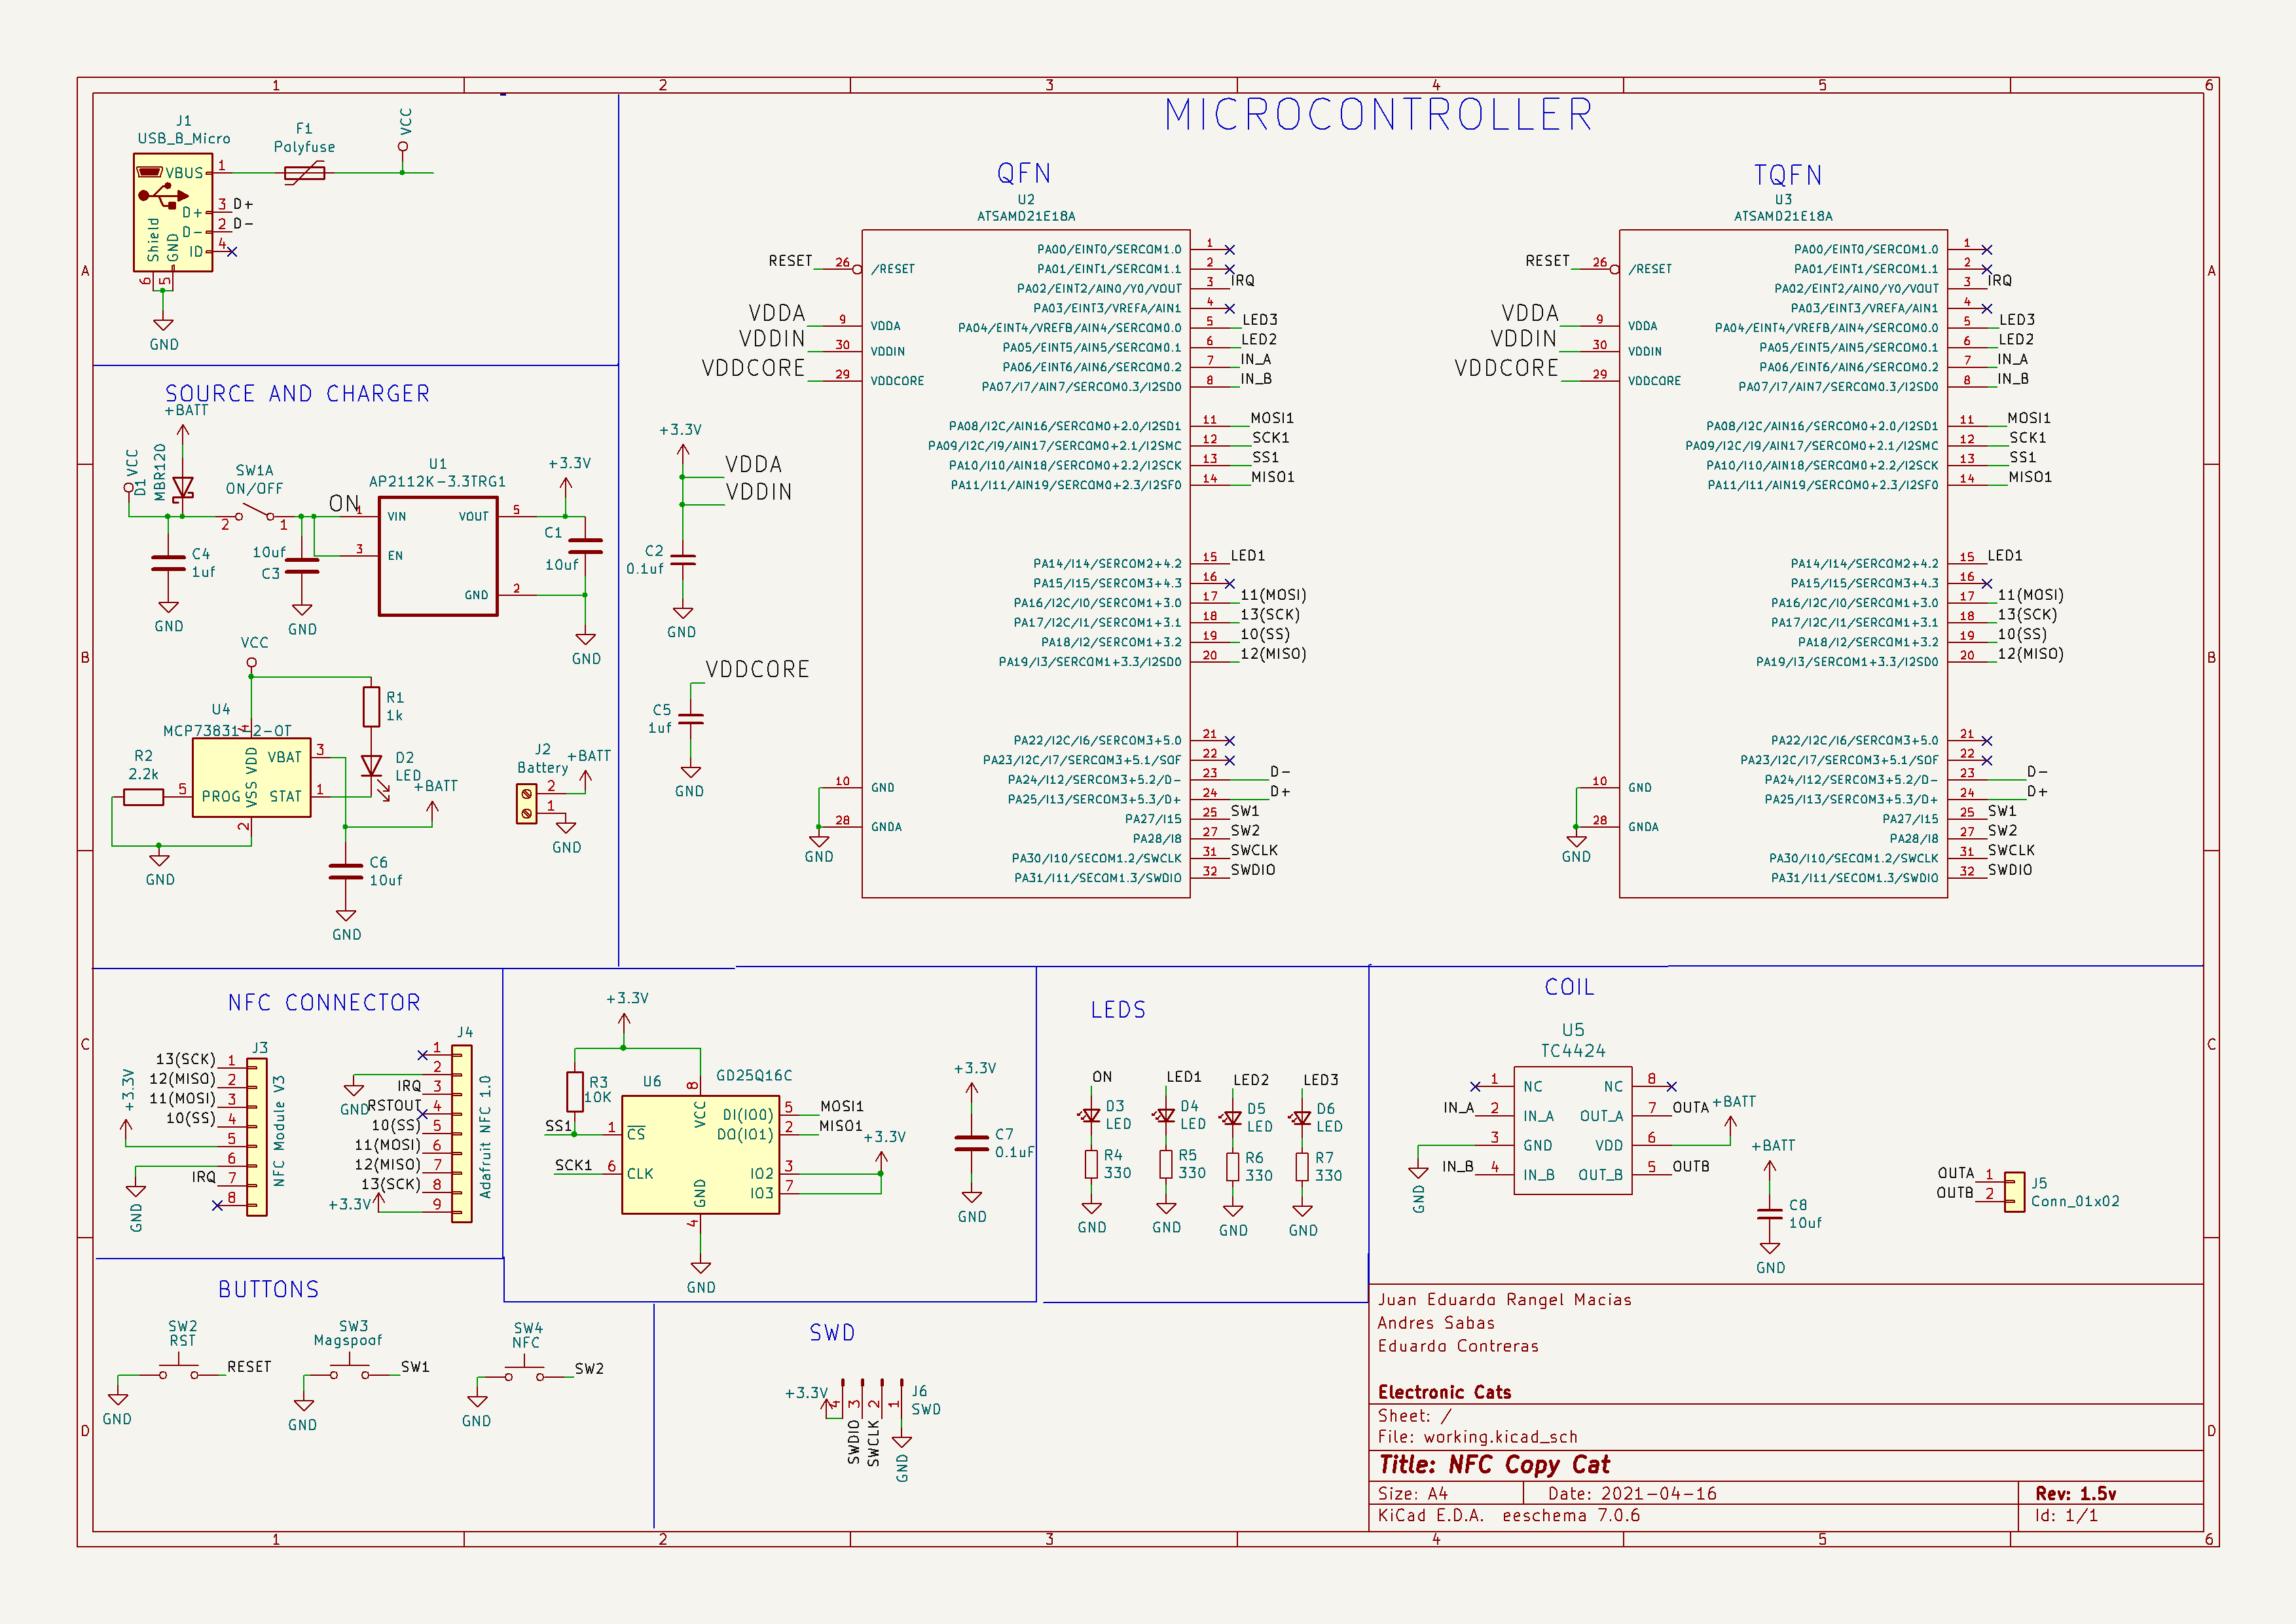 1 2 3 4 5 6
A
B
C
D
J1
USB_B_Micro
VBUS 1
D+ 3 D+
D- 2 D-
ID 4
Shield
GND
6 5
GND
F1
Polyfuse
VCC
SOURCE AND CHARGER
+BATT
VCC
D1
MBR120
SW1A
ON/OFF
2 1
ON
C4
1uf
GND
10uf
C3
GND
U1
AP2112K-3.3TRG1
1 VIN
3 EN
VOUT 5
GND 2
+3.3V
C1
10uf
GND
VCC
R1
1k
U4
MCP73831-2-OT
4
VDD
VSS
VBAT 3
STAT 1
5 PROG
2
R2
2.2k
GND
D2
LED
+BATT
C6
10uf
GND
J2
Battery
2
1
+BATT
GND
MICROCONTROLLER
+3.3V
VDDA
VDDIN
C2
0.1uf
GND
VDDCORE
C5
1uf
GND
QFN
U2
ATSAMD21E18A
RESET 26 /RESET
VDDA 9 VDDA
VDDIN 30 VDDIN
VDDCORE 29 VDDCORE
10 GND
28 GNDA
GND
PA00/EINT0/SERCOM1.0 1
PA01/EINT1/SERCOM1.1 2
PA02/EINT2/AIN0/Y0/VOUT 3 IRQ
PA03/EINT3/VREFA/AIN1 4
PA04/EINT4/VREFB/AIN4/SERCOM0.0 5 LED3
PA05/EINT5/AIN5/SERCOM0.1 6 LED2
PA06/EINT6/AIN6/SERCOM0.2 7 IN_A
PA07/I7/AIN7/SERCOM0.3/I2SD0 8 IN_B
PA08/I2C/AIN16/SERCOM0+2.0/I2SD1 11 MOSI1
PA09/I2C/I9/AIN17/SERCOM0+2.1/I2SMC 12 SCK1
PA10/I10/AIN18/SERCOM0+2.2/I2SCK 13 SS1
PA11/I11/AIN19/SERCOM0+2.3/I2SF0 14 MISO1
PA14/I14/SERCOM2+4.2 15 LED1
PA15/I15/SERCOM3+4.3 16
PA16/I2C/I0/SERCOM1+3.0 17 11(MOSI)
PA17/I2C/I1/SERCOM1+3.1 18 13(SCK)
PA18/I2/SERCOM1+3.2 19 10(SS)
PA19/I3/SERCOM1+3.3/I2SD0 20 12(MISO)
PA22/I2C/I6/SERCOM3+5.0 21
PA23/I2C/I7/SERCOM3+5.1/SOF 22
PA24/I12/SERCOM3+5.2/D- 23 D-
PA25/I13/SERCOM3+5.3/D+ 24 D+
PA27/I15 25 SW1
PA28/I8 27 SW2
PA30/I10/SECOM1.2/SWCLK 31 SWCLK
PA31/I11/SECOM1.3/SWDIO 32 SWDIO
TQFN
U3
ATSAMD21E18A
RESET 26 /RESET
VDDA 9 VDDA
VDDIN 30 VDDIN
VDDCORE 29 VDDCORE
10 GND
28 GNDA
GND
PA00/EINT0/SERCOM1.0 1
PA01/EINT1/SERCOM1.1 2
PA02/EINT2/AIN0/Y0/VOUT 3 IRQ
PA03/EINT3/VREFA/AIN1 4
PA04/EINT4/VREFB/AIN4/SERCOM0.0 5 LED3
PA05/EINT5/AIN5/SERCOM0.1 6 LED2
PA06/EINT6/AIN6/SERCOM0.2 7 IN_A
PA07/I7/AIN7/SERCOM0.3/I2SD0 8 IN_B
PA08/I2C/AIN16/SERCOM0+2.0/I2SD1 11 MOSI1
PA09/I2C/I9/AIN17/SERCOM0+2.1/I2SMC 12 SCK1
PA10/I10/AIN18/SERCOM0+2.2/I2SCK 13 SS1
PA11/I11/AIN19/SERCOM0+2.3/I2SF0 14 MISO1
PA14/I14/SERCOM2+4.2 15 LED1
PA15/I15/SERCOM3+4.3 16
PA16/I2C/I0/SERCOM1+3.0 17 11(MOSI)
PA17/I2C/I1/SERCOM1+3.1 18 13(SCK)
PA18/I2/SERCOM1+3.2 19 10(SS)
PA19/I3/SERCOM1+3.3/I2SD0 20 12(MISO)
PA22/I2C/I6/SERCOM3+5.0 21
PA23/I2C/I7/SERCOM3+5.1/SOF 22
PA24/I12/SERCOM3+5.2/D- 23 D-
PA25/I13/SERCOM3+5.3/D+ 24 D+
PA27/I15 25 SW1
PA28/I8 27 SW2
PA30/I10/SECOM1.2/SWCLK 31 SWCLK
PA31/I11/SECOM1.3/SWDIO 32 SWDIO
NFC CONNECTOR
J3
NFC Module V3
13(SCK) 1
12(MISO) 2
11(MOSI) 3
10(SS) 4
+3.3V 5
GND 6
IRQ 7
8
J4
Adafruit NFC 1.0
1
GND 2
IRQ 3
RSTOUT 4
10(SS) 5
11(MOSI) 6
12(MISO) 7
13(SCK) 8
+3.3V 9
+3.3V
R3
10K
U6
GD25Q16C
SS1 1 CS
SCK1 6 CLK
8 VCC
DI(IO0) 5 MOSI1
DO(IO1) 2 MISO1
IO2 3
IO3 7
+3.3V
GND 4
GND
+3.3V
C7
0.1uF
GND
LEDS
ON LED1 LED2 LED3
D3 LED
D4 LED
D5 LED
D6 LED
R4 330
R5 330
R6 330
R7 330
GND GND GND GND
COIL
U5
TC4424
1 NC
IN_A 2 IN_A
3 GND
IN_B 4 IN_B
NC 8
OUT_A 7 OUTA
VDD 6
OUT_B 5 OUTB
+BATT
GND
+BATT
C8
10uf
GND
OUTA 1
OUTB 2
J5
Conn_01x02
BUTTONS
SW2
RST
RESET
GND
SW3
Magspoof
SW1
GND
SW4
NFC
SW2
GND
SWD
+3.3V
4 3 2 1
J6
SWD
SWDIO
SWCLK
GND
Juan Eduardo Rangel Macias
Andres Sabas
Eduardo Contreras
Electronic Cats
Sheet: /
File: working.kicad_sch
Title: NFC Copy Cat
Size: A4 Date: 2021-04-16 Rev: 1.5v
KiCad E.D.A. eeschema 7.0.6 Id: 1/1
A
B
C
D
1 2 3 4 5 6